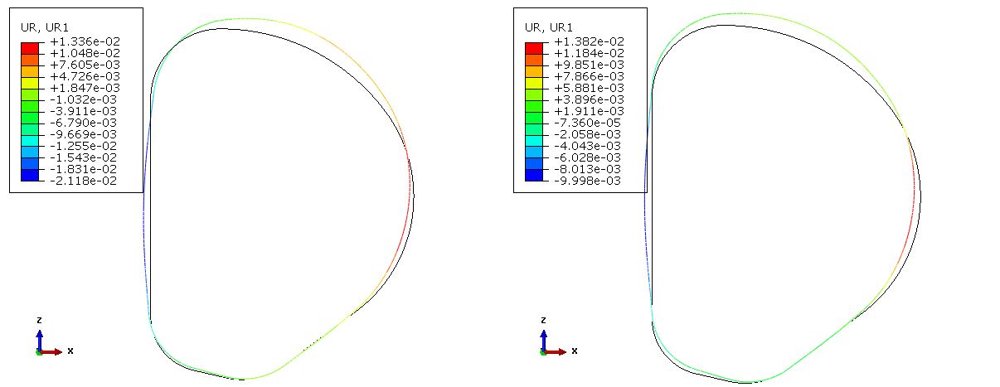 UR, UR1
+1.336e-02
+1.048e-02
+7.605e-03
+4.726e-03
+1.847e-03
-1.032e-03
-3.911e-03
-6.790e-03
-9.669e-03
-1.255e-02
-1.543e-02
-1.831e-02
-2.118e-02
z
x
UR, UR1
+1.382e-02
+1.184e-02
+9.851e-03
+7.866e-03
+5.881e-03
+3.896e-03
+1.911e-03
-7.360e-05
-2.058e-03
-4.043e-03
-6.028e-03
-8.013e-03
-9.998e-03
z
x